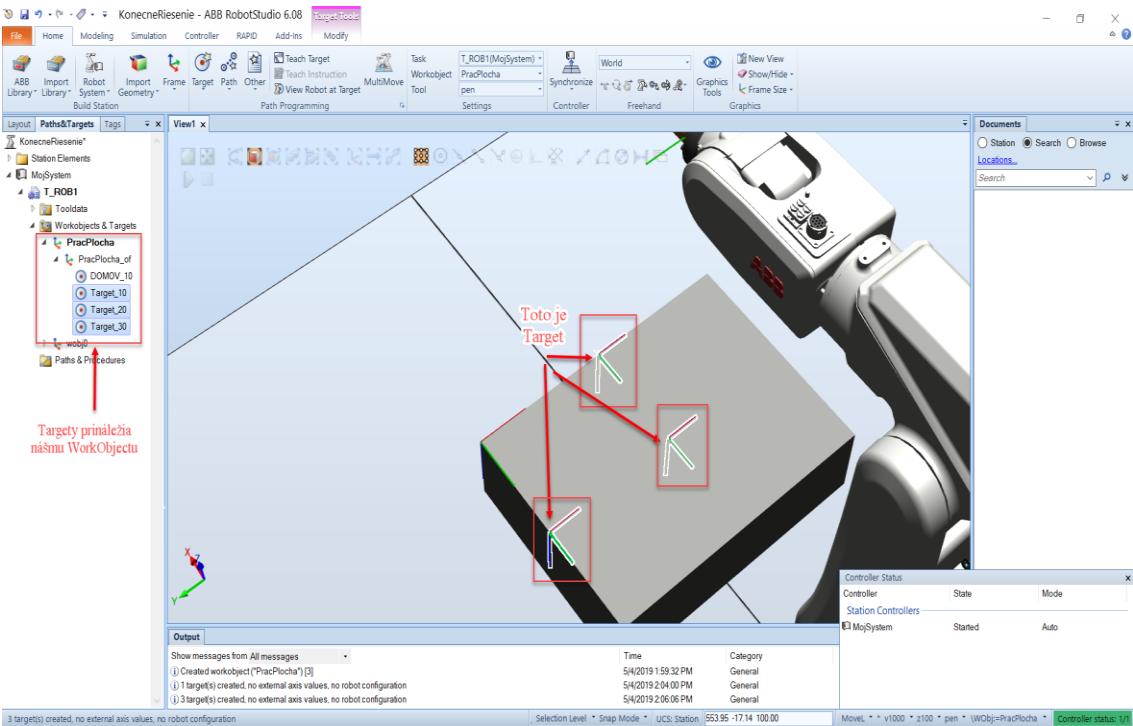 KonecneRiesenie - ABB RobotStudio 6.08
Target Tools
File Home Modeling Simulation Controller RAPID Add-Ins Modify
ABB Library
Import Library
Robot System
Import Geometry
Build Station
Frame
Target
Path
Other
Teach Target
Teach Instruction
View Robot at Target
MultiMove
Path Programming
Task T_ROB1(MojSystem)
Workobject PracPlocha
Tool pen
Settings
Synchronize
Controller
World
Freehand
Graphics Tools
New View
Show/Hide
Frame Size
Graphics
Layout Paths&Targets Tags
KonecneRiesenie*
Station Elements
MojSystem
T_ROB1
Tooldata
Workobjects & Targets
PracPlocha
PracPlocha_of
DOMOV_10
Target_10
Target_20
Target_30
wobj0
Paths & Procedures
Targety prináležia
nášmu WorkObjectu
View1
Toto je
Target
ABB
X
Z
Y
Documents
Station Search Browse
Locations...
Search
Controller Status
Controller State Mode
Station Controllers
MojSystem Started Auto
Output
Show messages from All messages Time Category
Created workobject ("PracPlocha") [3] 5/4/2019 1:59:32 PM General
1 target(s) created, no external axis values, no robot configuration 5/4/2019 2:04:00 PM General
3 target(s) created, no external axis values, no robot configuration 5/4/2019 2:06:06 PM General
3 target(s) created, no external axis values, no robot configuration Selection Level Snap Mode UCS: Station 553.95 -17.14 100.00 MoveL * v1000 * z100 * pen * \WObj:=PracPlocha Controller status: 1/1